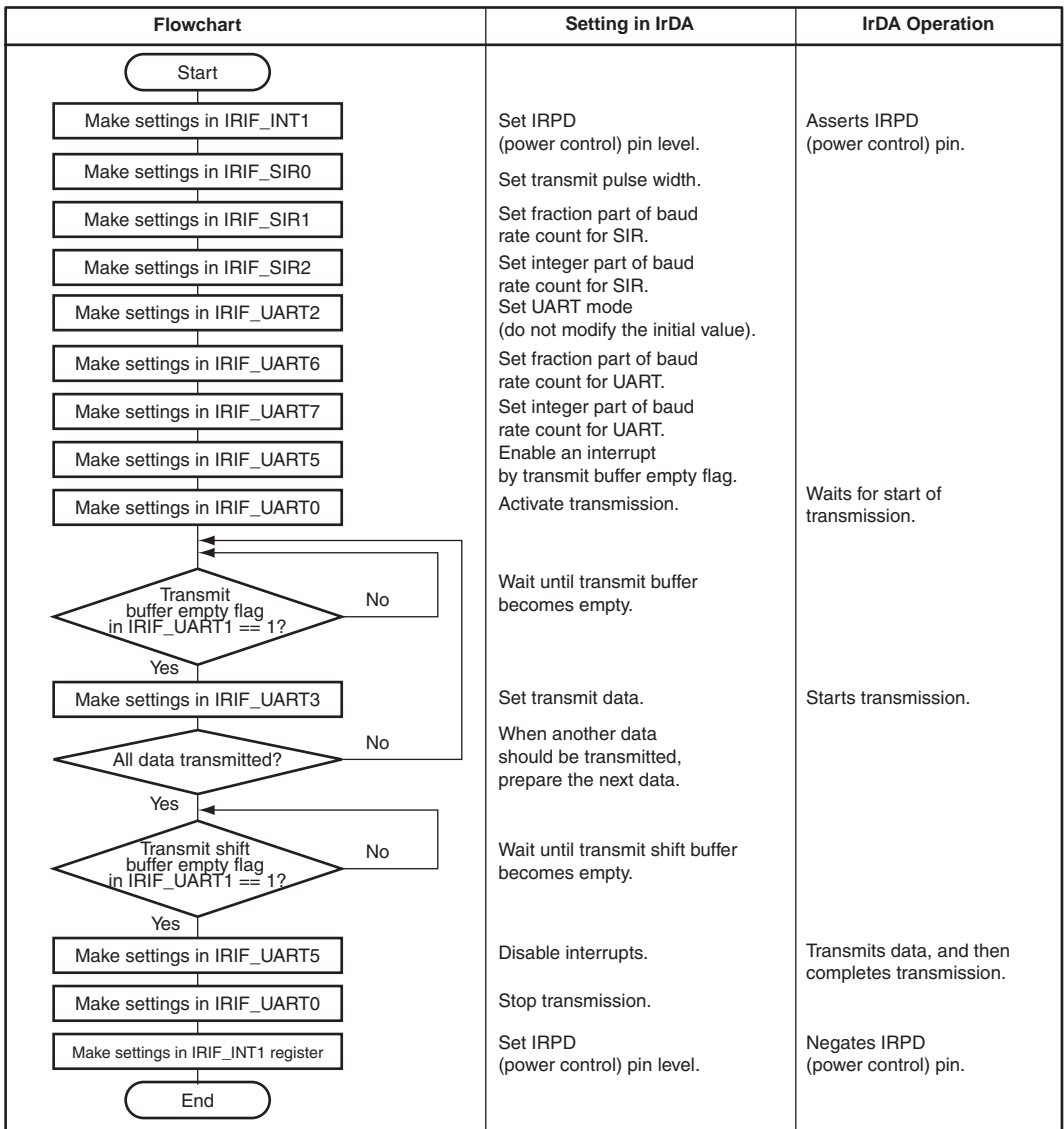 Flowchart
Setting in IrDA
IrDA Operation
Start
Make settings in IRIF_INT1
Set IRPD
(power control) pin level.
Asserts IRPD
(power control) pin.
Make settings in IRIF_SIR0
Set transmit pulse width.
Make settings in IRIF_SIR1
Set fraction part of baud
rate count for SIR.
Make settings in IRIF_SIR2
Set integer part of baud
rate count for SIR.
Make settings in IRIF_UART2
Set UART mode
(do not modify the initial value).
Make settings in IRIF_UART6
Set fraction part of baud
rate count for UART.
Make settings in IRIF_UART7
Set integer part of baud
rate count for UART.
Make settings in IRIF_UART5
Enable an interrupt
by transmit buffer empty flag.
Make settings in IRIF_UART0
Activate transmission.
Waits for start of
transmission.
Transmit
buffer empty flag
in IRIF_UART1 == 1?
No
Yes
Wait until transmit buffer
becomes empty.
Make settings in IRIF_UART3
Set transmit data.
Starts transmission.
All data transmitted?
No
Yes
When another data
should be transmitted,
prepare the next data.
Transmit shift
buffer empty flag
in IRIF_UART1 == 1?
No
Yes
Wait until transmit shift buffer
becomes empty.
Make settings in IRIF_UART5
Disable interrupts.
Transmits data, and then
completes transmission.
Make settings in IRIF_UART0
Stop transmission.
Make settings in IRIF_INT1 register
Set IRPD
(power control) pin level.
Negates IRPD
(power control) pin.
End